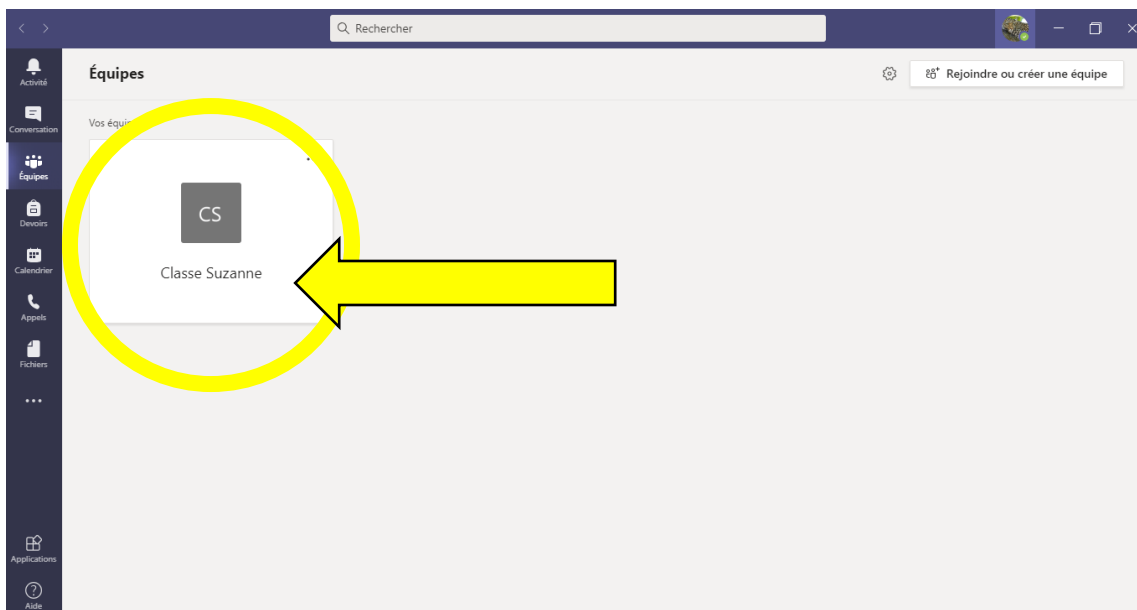 Rechercher
Activité
Conversation
Équipes
Devoirs
Calendrier
Appels
Fichiers
Applications
Aide
Équipes
Rejoindre ou créer une équipe
Vos
CS
Classe Suzanne